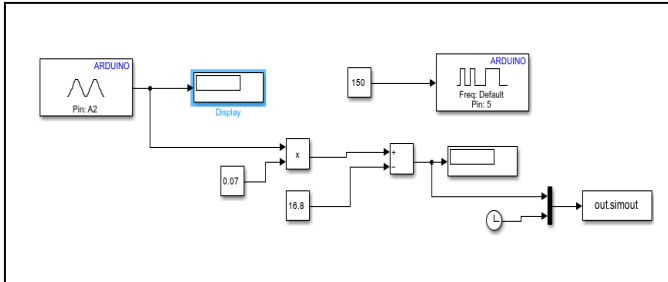 ARDUINO
Pin: A2
Display
150
ARDUINO
Freq: Default
Pin: 5
x
0.07
+
−
16.8
out.simout